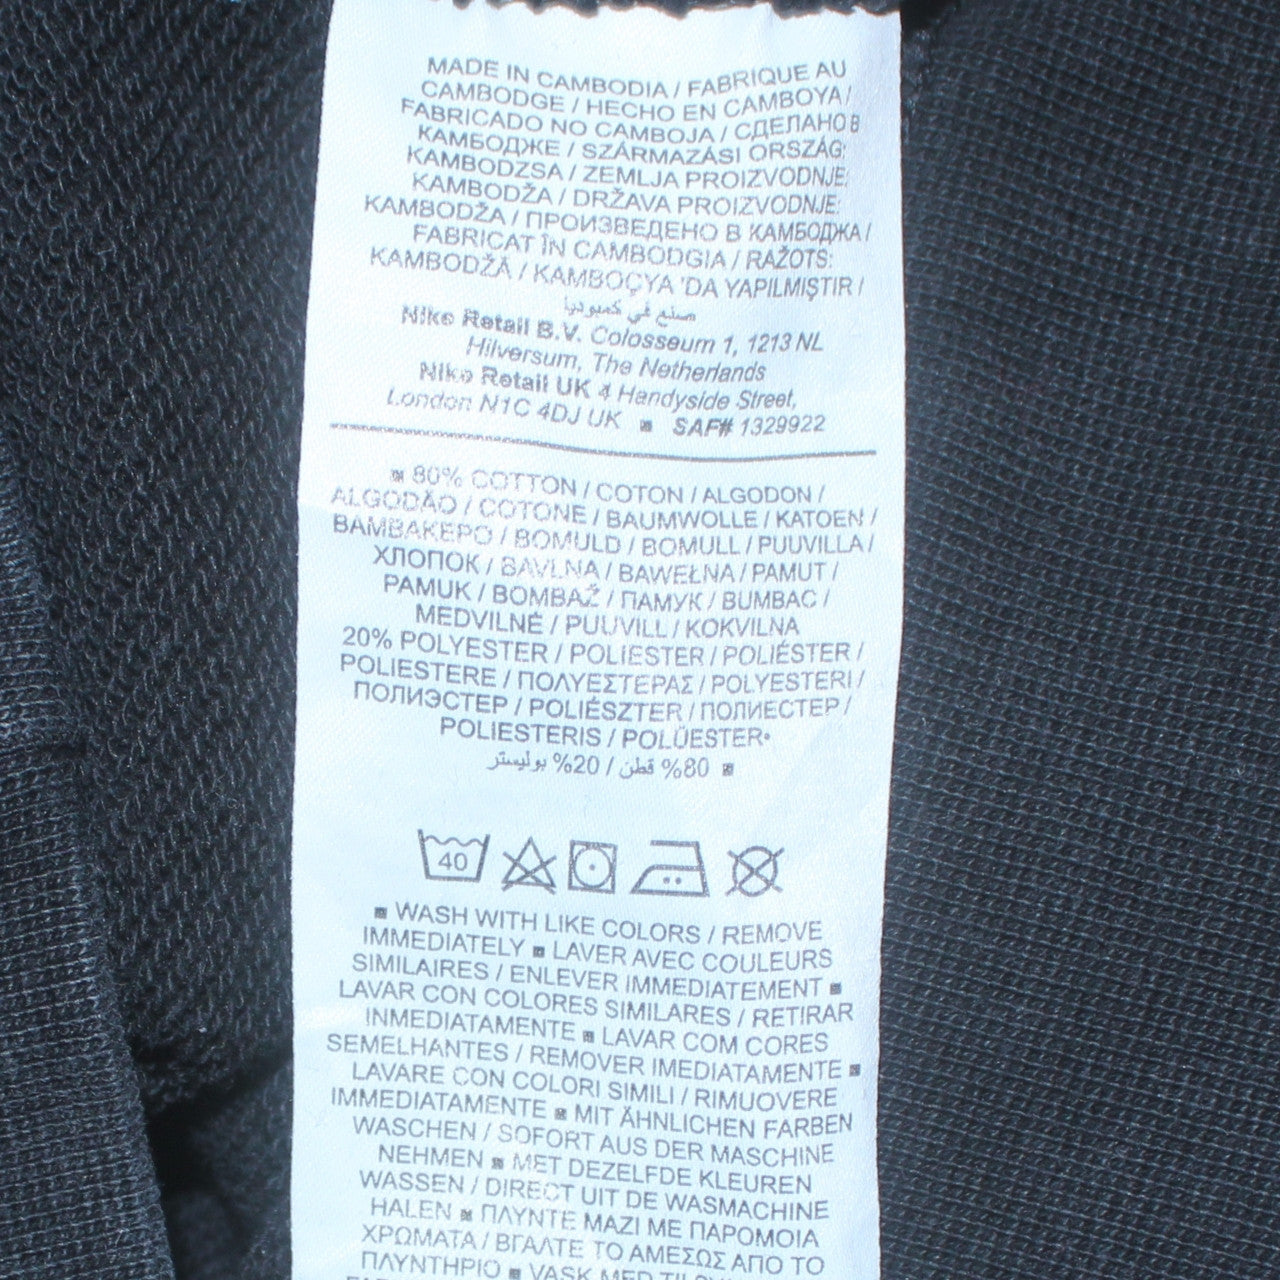 MADE IN CAMBODIA / FABRIQUE AU
CAMBODGE / HECHO EN CAMBOYA /
FABRICADO NO CAMBOJA / СДЕЛАНО В
КАМБОДЖЕ / SZÁRMAZÁSI ORSZÁG:
KAMBODZSA / ZEMLJA PROIZVODNJE:
KAMBODŽA / DRŽAVA PROIZVODNJE:
KAMBODŽA / ПРОИЗВЕДЕНО В КАМБОДЖА /
FABRICAT ÎN CAMBODGIA / RAŽOTS:
KAMBODŽĀ / KAMBOÇYA 'DA YAPILMIŞTIR /
صنع في كمبوديا
Nike Retail B.V. Colosseum 1, 1213 NL
Hilversum, The Netherlands
Nike Retail UK 4 Handyside Street,
London N1C 4DJ UK ▪ SAF# 1329922
▪ 80% COTTON / COTON / ALGODON /
ALGODÃO / COTONE / BAUMWOLLE / KATOEN /
ΒΑΜΒΑΚΕΡΟ / BOMULD / BOMULL / PUUVILLA /
ХЛОПОК / BAVLNA / BAWEŁNA / PAMUT /
PAMUK / BOMBAŽ / ПАМУК / BUMBAC /
MEDVILNĖ / PUUVILL / KOKVILNA
20% POLYESTER / POLIESTER / POLIÉSTER /
POLIESTERE / ΠΟΛΥΕΣΤΕΡΑΣ / POLYESTERI /
ПОЛИЭСТЕР / POLIÉSZTER / ПОЛИЕСТЕР /
POLIESTERIS / POLÜESTER▪
▪ 80% قطن / 20% بوليستر
40
▪ WASH WITH LIKE COLORS / REMOVE
IMMEDIATELY ▪ LAVER AVEC COULEURS
SIMILAIRES / ENLEVER IMMEDIATEMENT ▪
LAVAR CON COLORES SIMILARES / RETIRAR
INMEDIATAMENTE ▪ LAVAR COM CORES
SEMELHANTES / REMOVER IMEDIATAMENTE ▪
LAVARE CON COLORI SIMILI / RIMUOVERE
IMMEDIATAMENTE ▪ MIT ÄHNLICHEN FARBEN
WASCHEN / SOFORT AUS DER MASCHINE
NEHMEN ▪ MET DEZELFDE KLEUREN
WASSEN / DIRECT UIT DE WASMACHINE
HALEN ▪ ΠΛΥΝΤΕ ΜΑΖΙ ΜΕ ΠΑΡΟΜΟΙΑ
ΧΡΩΜΑΤΑ / ΒΓΑΛΤΕ ΤΟ ΑΜΕΣΩΣ ΑΠΟ ΤΟ
ΠΛΥΝΤΗΡΙΟ ▪ VASK MED